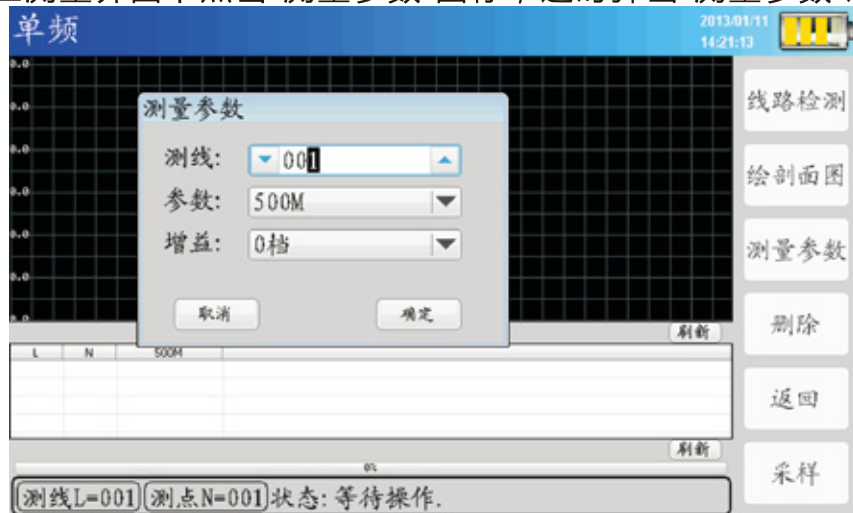 单频
2013/01/11
14:21:13
测量参数
测线: 001
参数: 500M
增益: 0档
取消 确定
线路检测
绘剖面图
测量参数
删除
返回
采样
刷新
L N 500M
刷新
0%
测线L=001 测点N=001 状态: 等待操作.